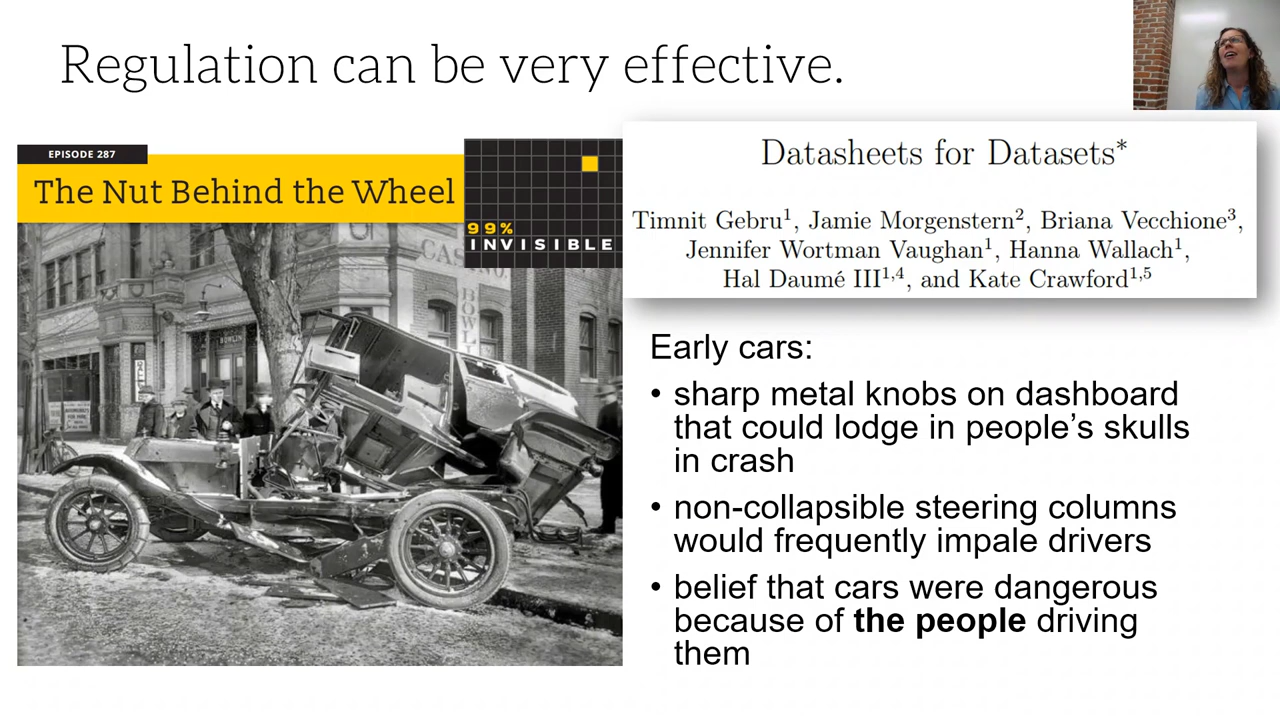 Regulation can be very effective.
EPISODE 287
The Nut Behind the Wheel
99%
INVISIBLE
CASINO.
BOWL
BOWLING
Datasheets for Datasets*
Timnit Gebru1, Jamie Morgenstern2, Briana Vecchione3,
Jennifer Wortman Vaughan1, Hanna Wallach1,
Hal Daumé III1,4, and Kate Crawford1,5
Early cars:
• sharp metal knobs on dashboard
that could lodge in people’s skulls
in crash
• non-collapsible steering columns
would frequently impale drivers
• belief that cars were dangerous
because of the people driving
them